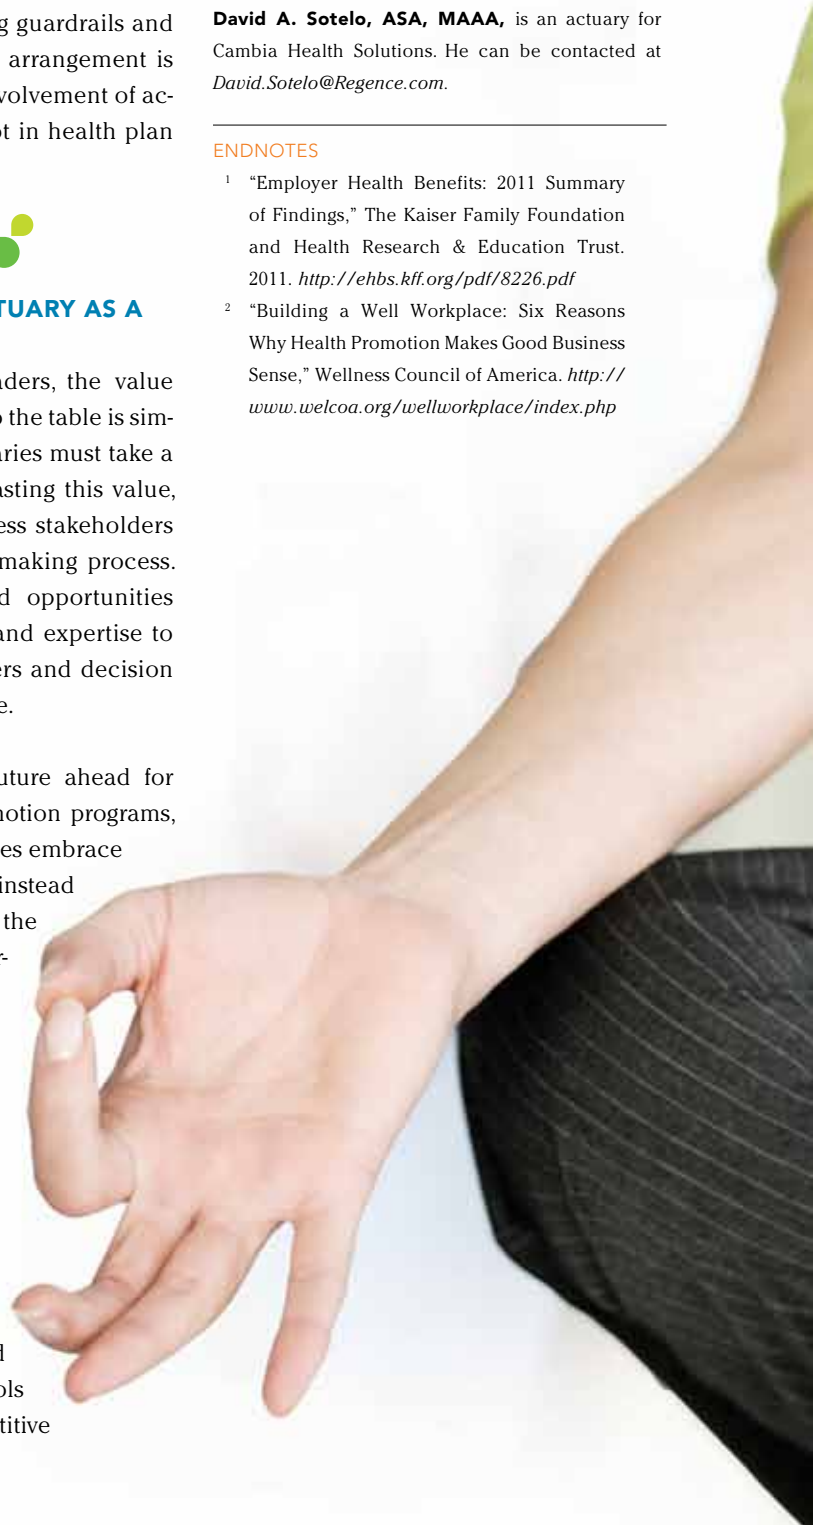 g guardrails and
arrangement is
volvement of ac-
t in health plan
TUARY AS A
aders, the value
the table is sim-
aries must take a
asting this value,
ess stakeholders
making process.
d opportunities
and expertise to
ers and decision
e.
uture ahead for
motion programs,
es embrace
instead
the
r-
d
ols
titive
David A. Sotelo, ASA, MAAA, is an actuary for
Cambia Health Solutions. He can be contacted at
David.Sotelo@Regence.com.
ENDNOTES
1 “Employer Health Benefits: 2011 Summary
of Findings,” The Kaiser Family Foundation
and Health Research & Education Trust.
2011. http://ehbs.kff.org/pdf/8226.pdf
2 “Building a Well Workplace: Six Reasons
Why Health Promotion Makes Good Business
Sense,” Wellness Council of America. http://
www.welcoa.org/wellworkplace/index.php